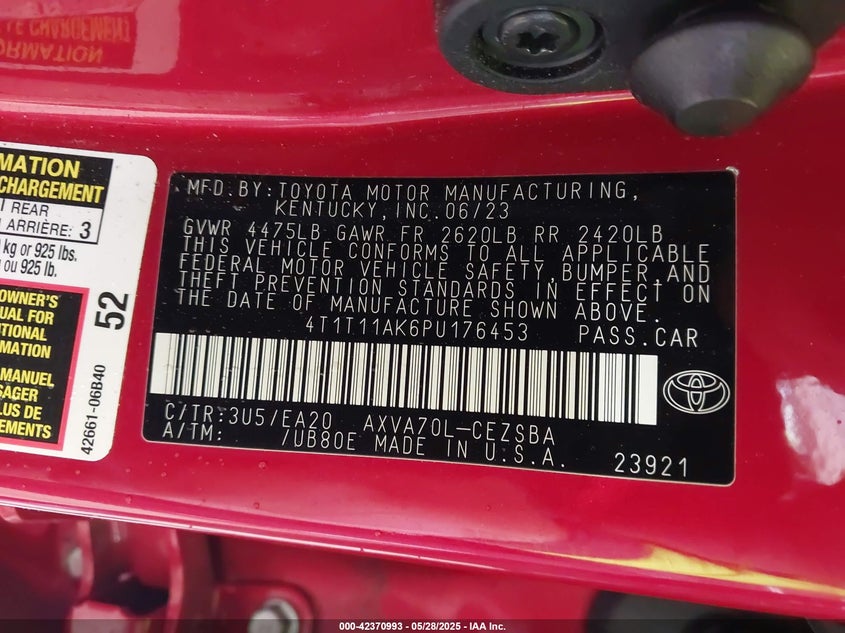 LE CHARGEMENT
FORMATION
MATION
CHARGEMENT
REAR
ARRIÈRE: 3
kg or 925 lbs.
ou 925 lb.
OWNER'S
UAL FOR
MATION
MANUEL
SAGER
LUS DE
EMENTS
52
42661-06B40
MFD.BY:TOYOTA MOTOR MANUFACTURING,
KENTUCKY,INC.06/23
GVWR 4475LB GAWR FR 2620LB RR 2420LB
THIS VEHICLE CONFORMS TO ALL APPLICABLE
FEDERAL MOTOR VEHICLE SAFETY,BUMPER,AND
THEFT PREVENTION STANDARDS IN EFFECT ON
THE DATE OF MANUFACTURE SHOWN ABOVE.
4T1T11AK6PU176453 PASS.CAR
C/TR:3U5/EA20 AXVA70L-CEZSBA
A/TM: /UB80E MADE IN U.S.A.
23921
000-42370993 - 05/28/2025 - IAA Inc.